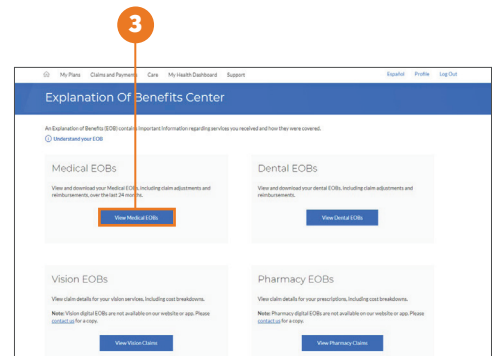 3
My Plans Claims and Payments Care My Health Dashboard Support Español Profile Log Out
Explanation Of Benefits Center
An Explanation of Benefits (EOB) contains important information regarding services you received and how they were covered.
Understand your EOB
Medical EOBs
View and download your Medical EOBs, including claim adjustments and
reimbursements, over the last 24 months.
View Medical EOBs
Dental EOBs
View and download your dental EOBs, including claim adjustments and
reimbursements.
View Dental EOBs
Vision EOBs
View claim details for your vision services, including cost breakdowns.
Note: Vision digital EOBs are not available on our website or app. Please
contact us for a copy.
View Vision Claims
Pharmacy EOBs
View claim details for your prescriptions, including cost breakdowns.
Note: Pharmacy digital EOBs are not available on our website or app. Please
contact us for a copy.
View Pharmacy Claims